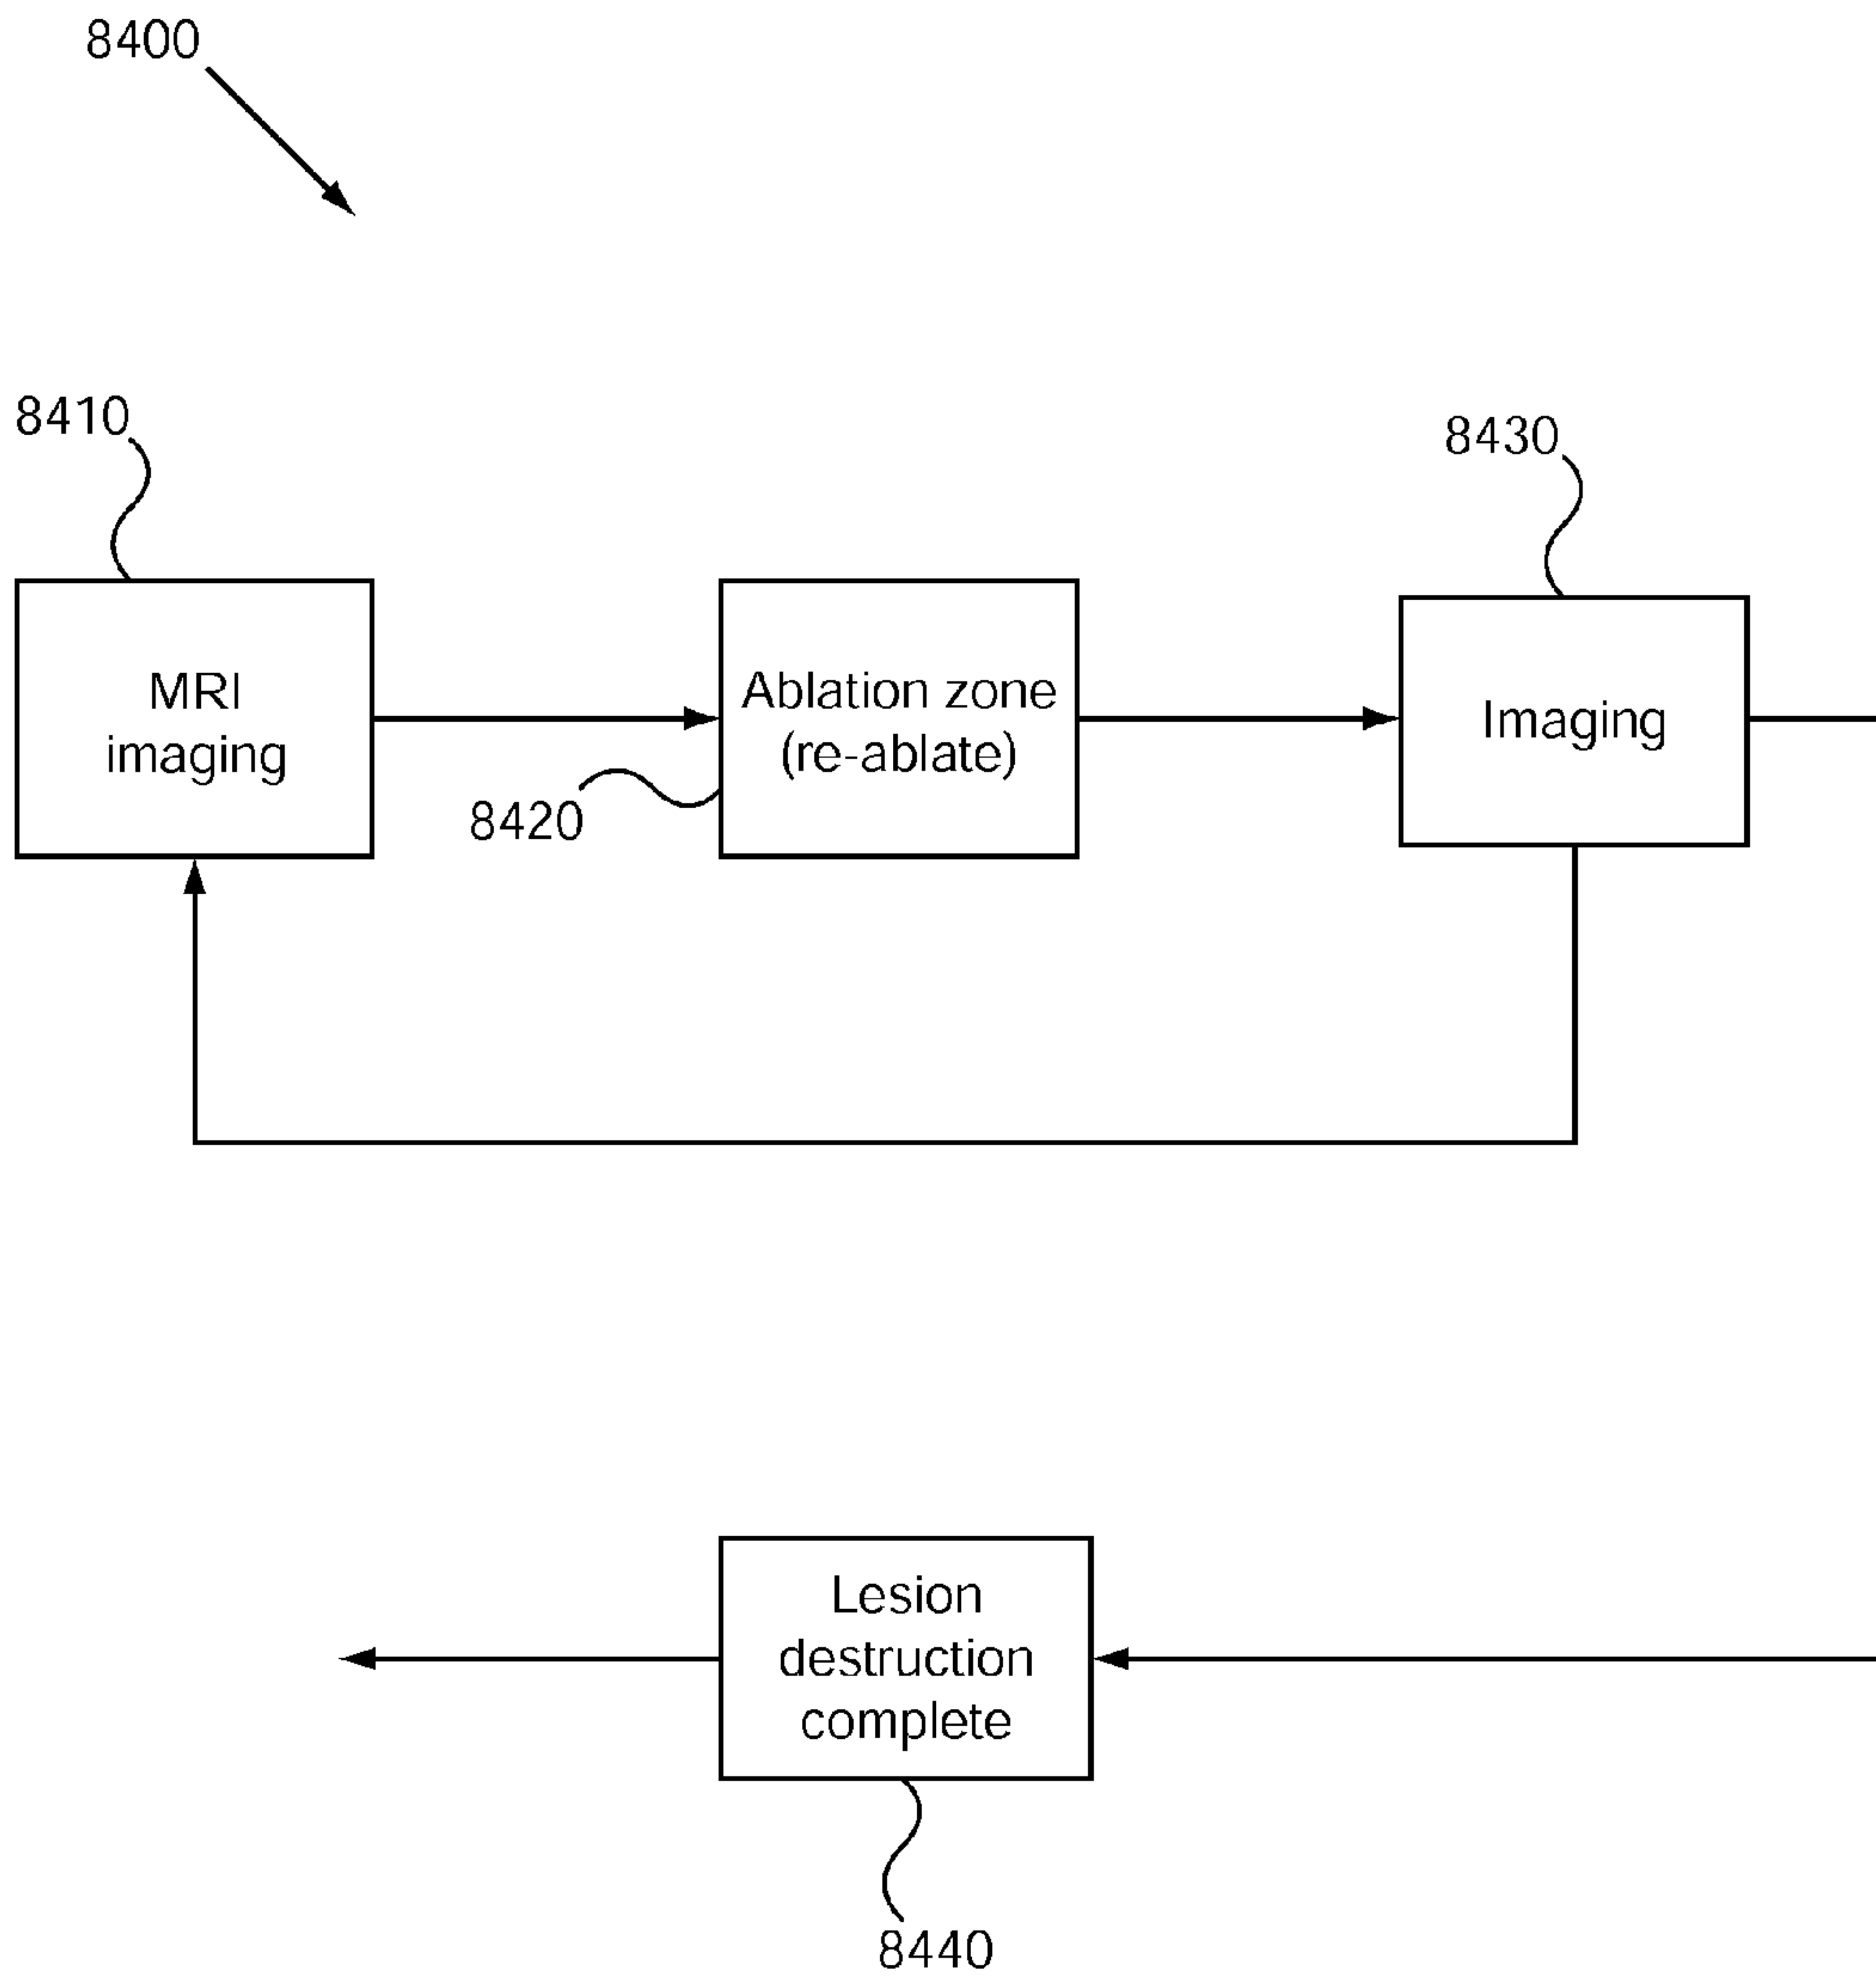 8400
8410
8430
MRI
imaging
Ablation zone
(re-ablate)
Imaging
8420
Lesion
destruction
complete
8440